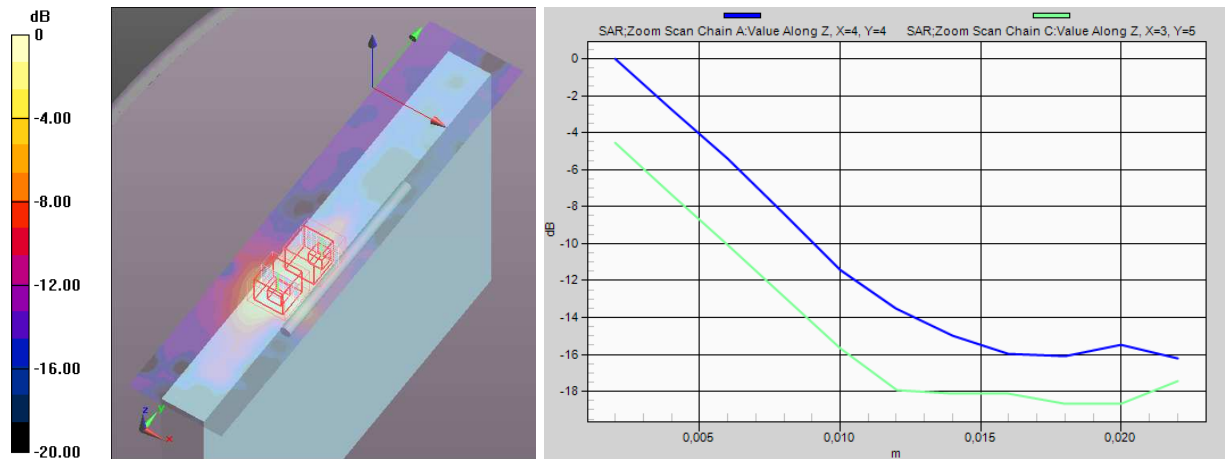 dB
0
-4.00
-8.00
-12.00
-16.00
-20.00
z
y
x
SAR;Zoom Scan Chain A:Value Along Z, X=4, Y=4 SAR;Zoom Scan Chain C:Value Along Z, X=3, Y=5
0
-2
-4
-6
-8
-10
-12
-14
-16
-18
dB
0,005 0,010 0,015 0,020
m